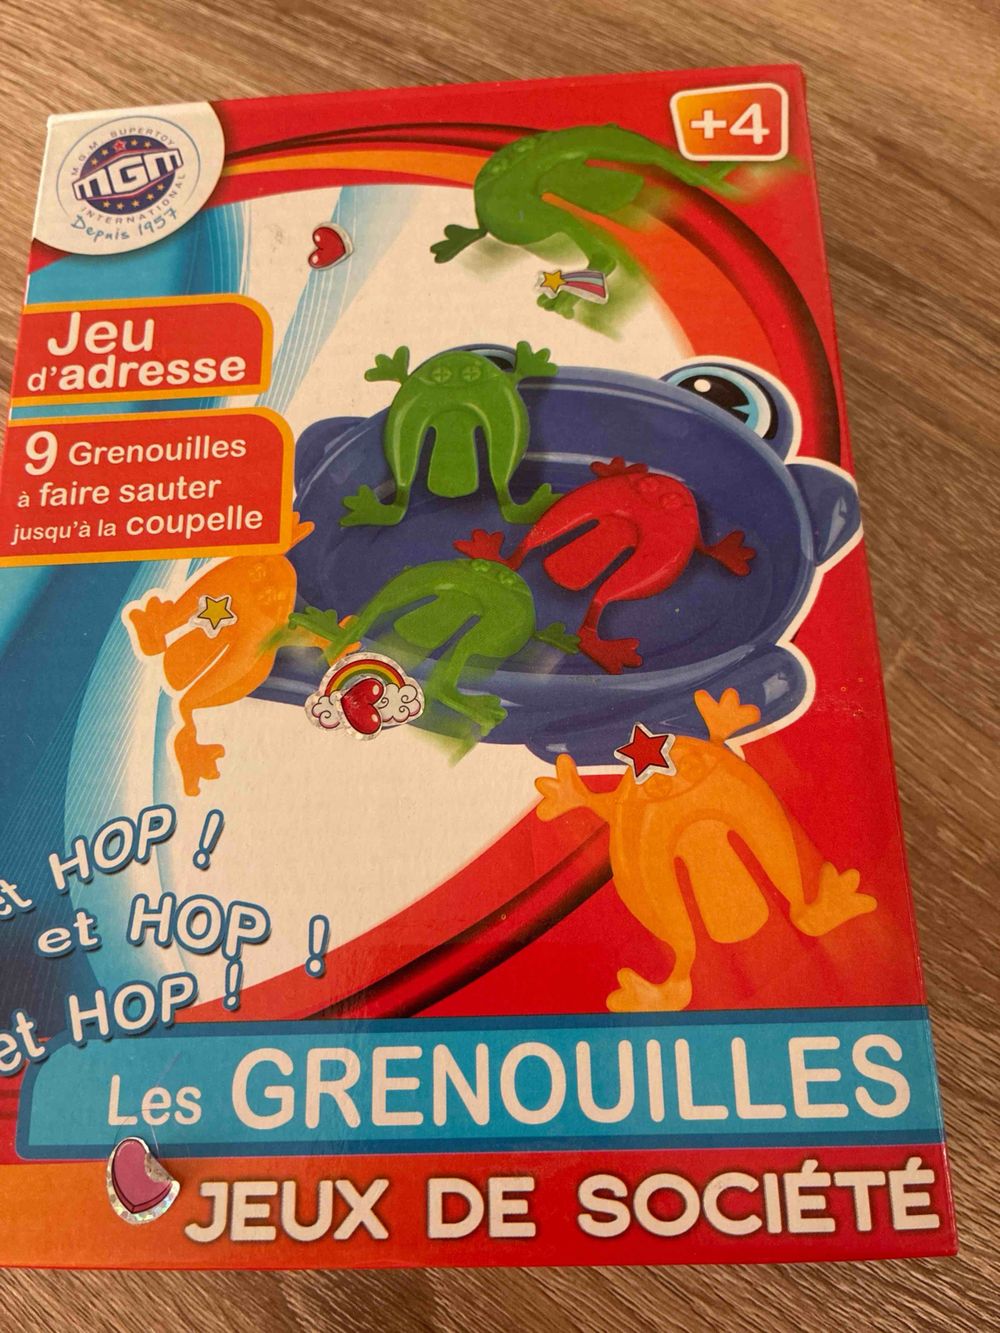 +4
M.G.M. SUPERTOY
MGM
INTERNATIONAL
Depuis 1957
Jeu
d'adresse
9 Grenouilles
à faire sauter
jusqu'à la coupelle
et HOP !
et HOP !
et HOP !
Les GRENOUILLES
JEUX DE SOCIÉTÉ